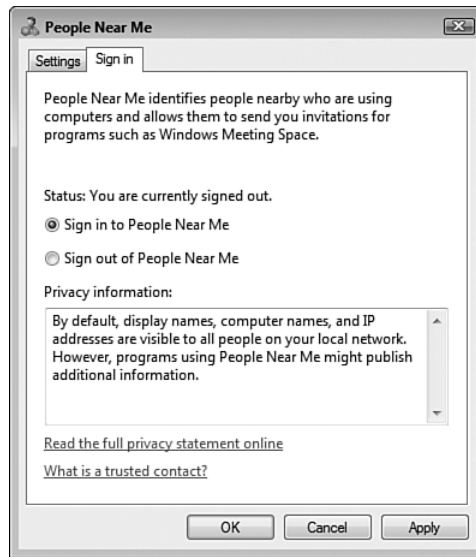 People Near Me
Settings
Sign in
People Near Me identifies people nearby who are using
computers and allows them to send you invitations for
programs such as Windows Meeting Space.
Status: You are currently signed out.
Sign in to People Near Me
Sign out of People Near Me
Privacy information:
By default, display names, computer names, and IP
addresses are visible to all people on your local network.
However, programs using People Near Me might publish
additional information.
Read the full privacy statement online
What is a trusted contact?
OK
Cancel
Apply